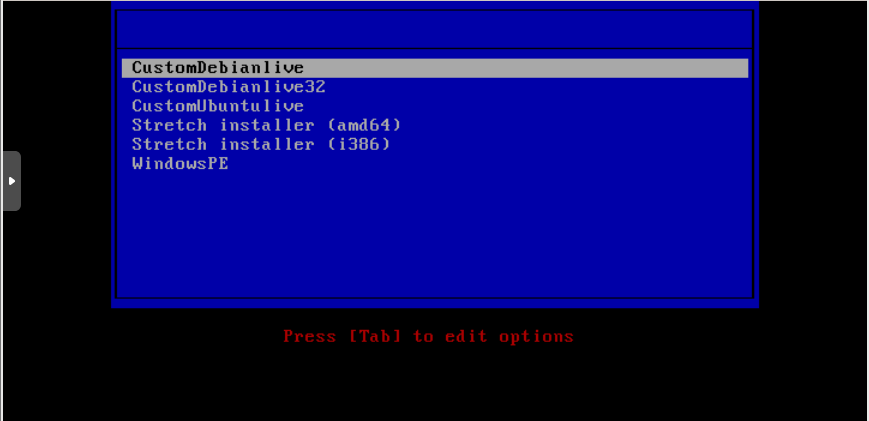 CustomDebianlive
CustomDebianlive32
CustomUbuntulive
Stretch installer (amd64)
Stretch installer (i386)
WindowsPE
Press [Tab] to edit options